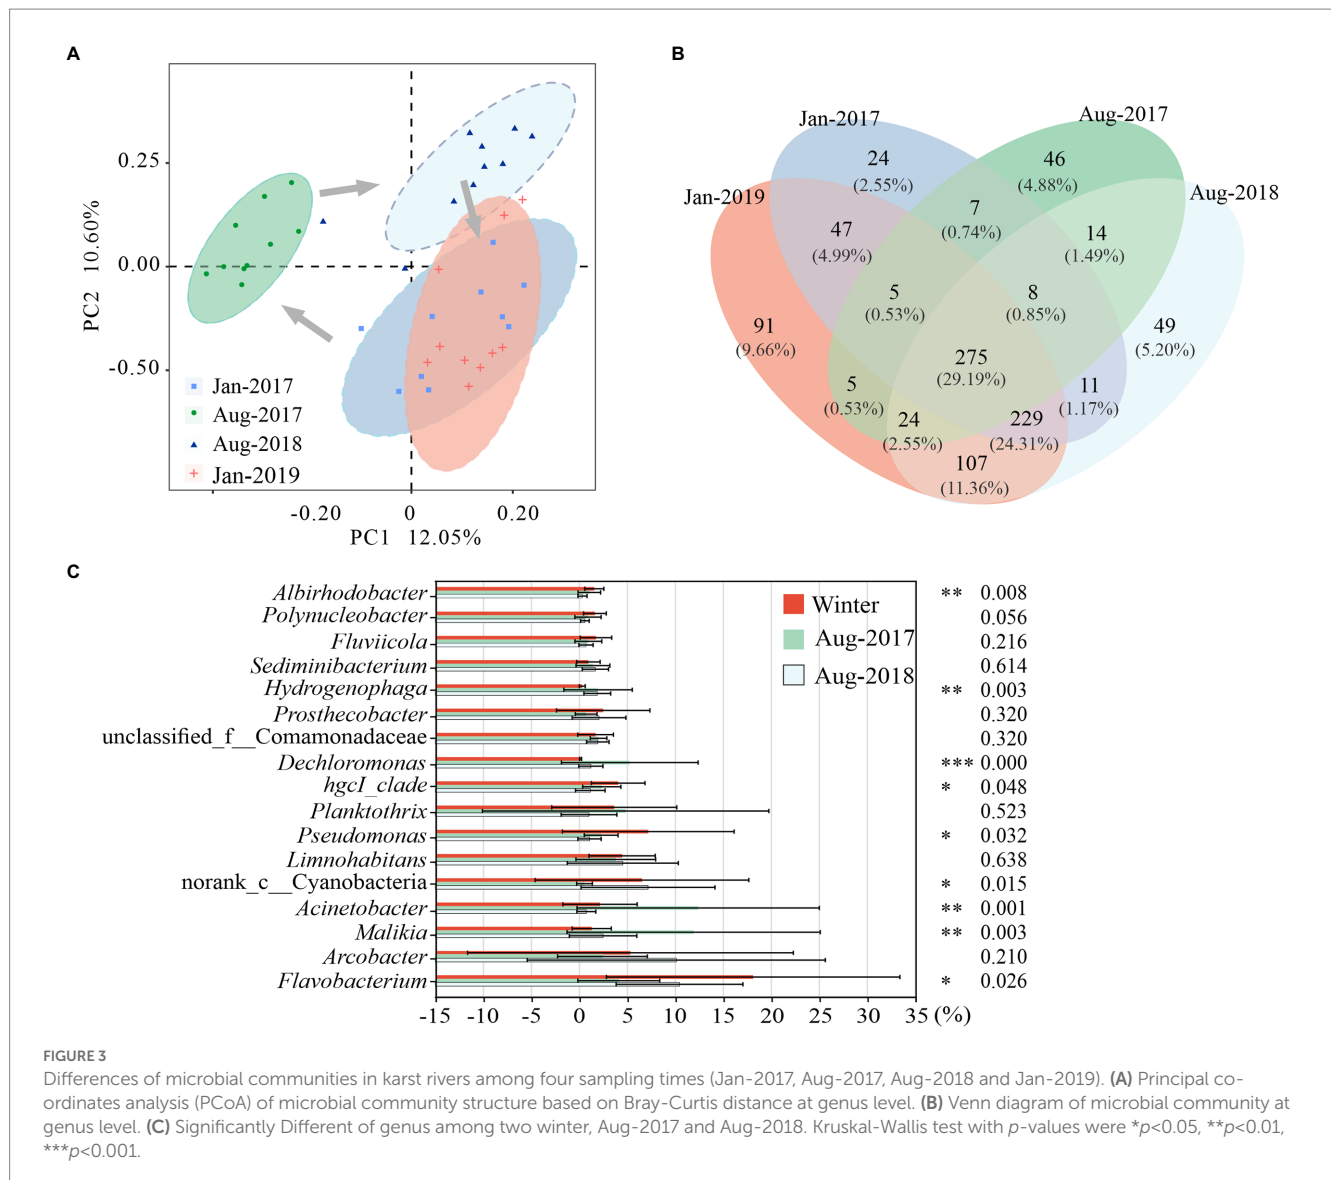 A
0.25
0.00
-0.50
PC2 10.60%
Jan-2017
Aug-2017
Aug-2018
Jan-2019
-0.20 0 0.20
PC1 12.05%
B
Jan-2017
Aug-2017
Jan-2019
Aug-2018
24
(2.55%)
46
(4.88%)
7
(0.74%)
47
(4.99%)
14
(1.49%)
5
(0.53%)
8
(0.85%)
91
(9.66%)
49
(5.20%)
275
(29.19%)
5
(0.53%)
11
(1.17%)
24
(2.55%)
229
(24.31%)
107
(11.36%)
C
Winter
Aug-2017
Aug-2018
Albirhodobacter ** 0.008
Polynucleobacter 0.056
Fluviicola 0.216
Sediminibacterium 0.614
Hydrogenophaga ** 0.003
Prosthecobacter 0.320
unclassified_f__Comamonadaceae 0.320
Dechloromonas *** 0.000
hgcI_clade * 0.048
Planktothrix 0.523
Pseudomonas * 0.032
Limnohabitans 0.638
norank_c__Cyanobacteria * 0.015
Acinetobacter ** 0.001
Malikia ** 0.003
Arcobacter 0.210
Flavobacterium * 0.026
-15 -10 -5 0 5 10 15 20 25 30 35 (%)
FIGURE 3
Differences of microbial communities in karst rivers among four sampling times (Jan-2017, Aug-2017, Aug-2018 and Jan-2019). (A) Principal co-
ordinates analysis (PCoA) of microbial community structure based on Bray-Curtis distance at genus level. (B) Venn diagram of microbial community at
genus level. (C) Significantly Different of genus among two winter, Aug-2017 and Aug-2018. Kruskal-Wallis test with p-values were *p<0.05, **p<0.01,
***p<0.001.